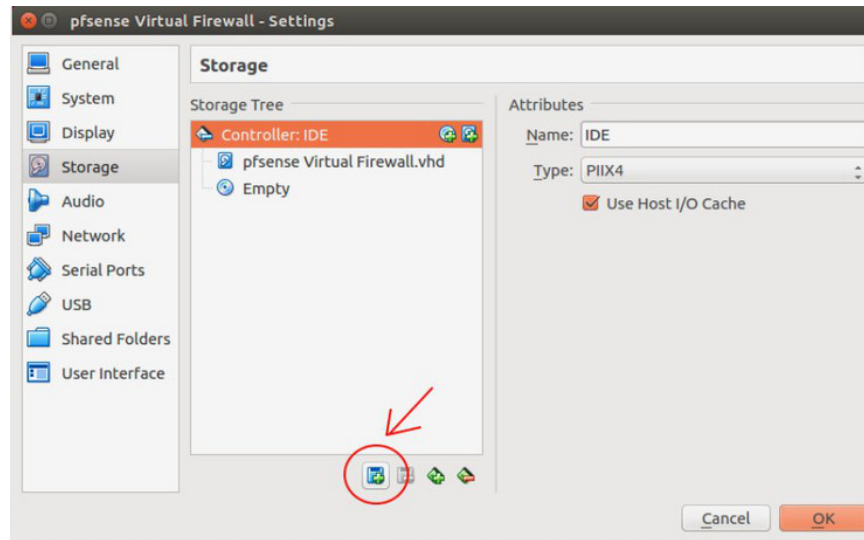 pfsense Virtual Firewall - Settings
General
System
Display
Storage
Audio
Network
Serial Ports
USB
Shared Folders
User Interface
Storage
Storage Tree
Controller: IDE
pfsense Virtual Firewall.vhd
Empty
Attributes
Name: IDE
Type: PIIX4
Use Host I/O Cache
Cancel
OK